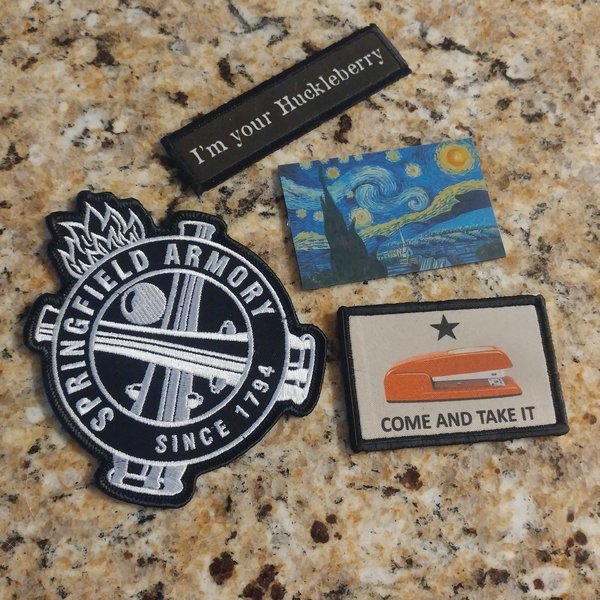 I'm your Huckleberry
SPRINGFIELD ARMORY
SINCE 1794
COME AND TAKE IT